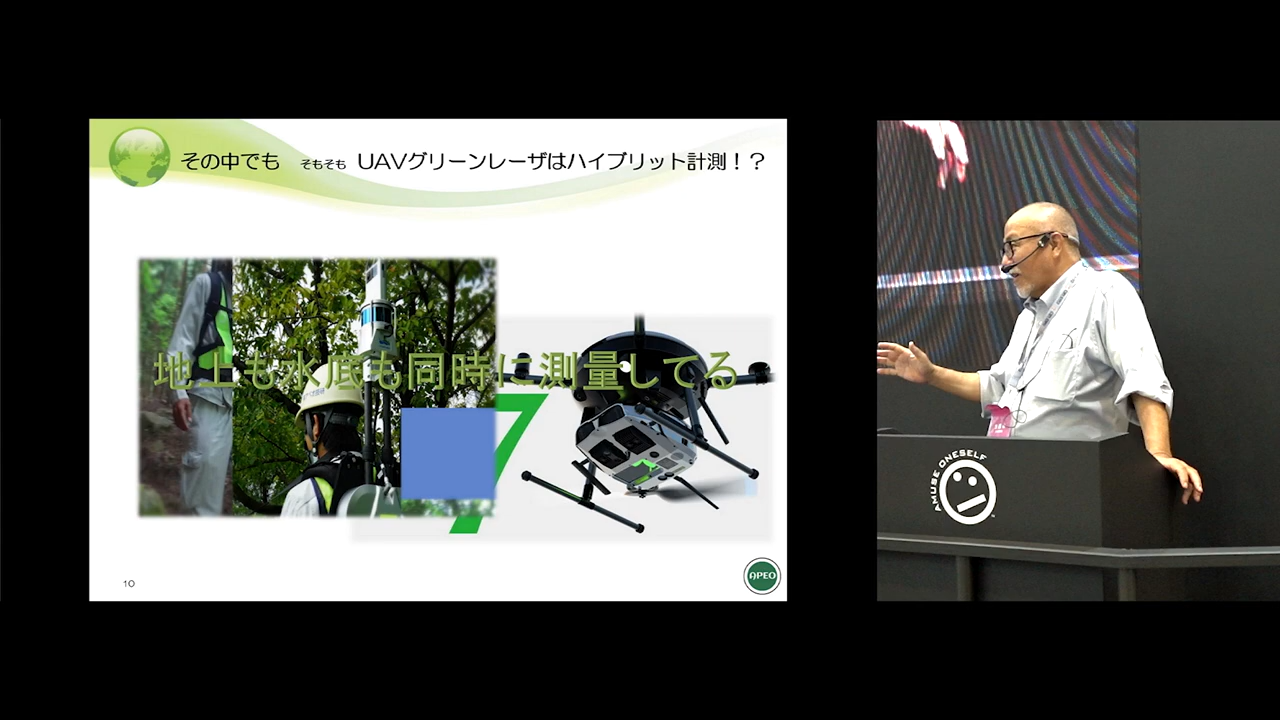 その中でも そもそも UAVグリーンレーザはハイブリット計測！？
地上も水底も同時に測量してる
7
10
APEO
AMUSE ONESELF